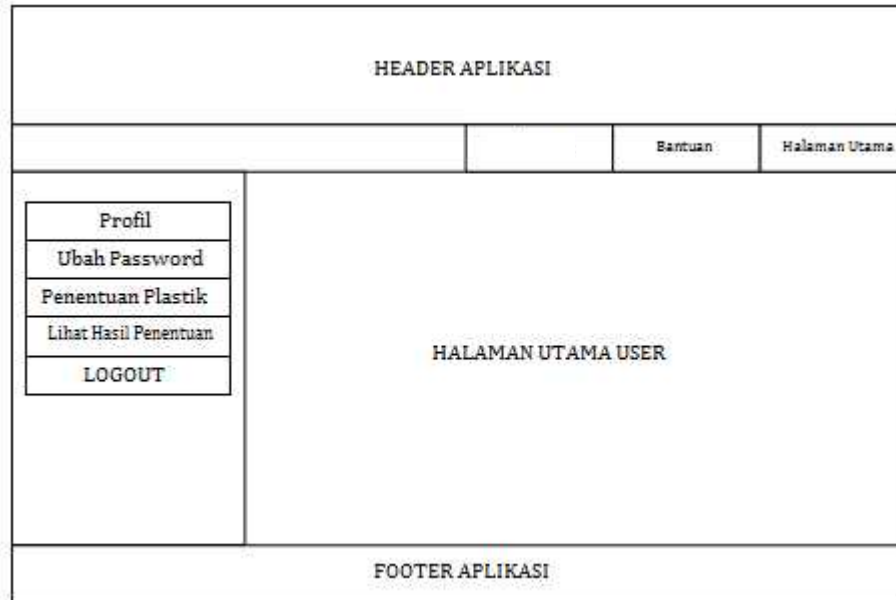 HEADER APLIKASI
Bantuan
Halaman Utama
Profil
Ubah Password
Penentuan Plastik
Lihat Hasil Penentuan
LOGOUT
HALAMAN UTAMA USER
FOOTER APLIKASI